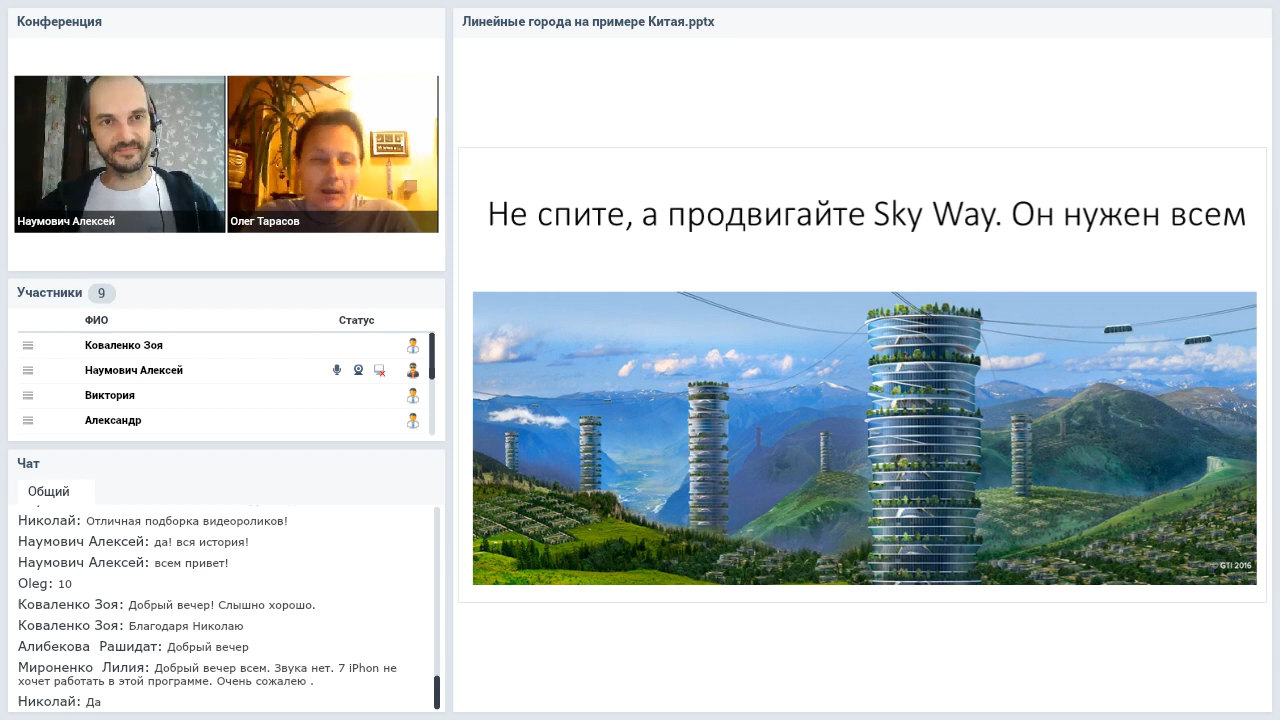 Конференция
Наумович Алексей
Олег Тарасов
Участники 9
ФИО Статус
Коваленко Зоя
Наумович Алексей
Виктория
Александр
Чат
Общий
Николай: Отличная подборка видеороликов!
Наумович Алексей: да! вся история!
Наумович Алексей: всем привет!
Oleg: 10
Коваленко Зоя: Добрый вечер! Слышно хорошо.
Коваленко Зоя: Благодаря Николаю
Алибекова Рашидат: Добрый вечер
Мироненко Лилия: Добрый вечер всем. Звука нет. 7 iPhon не
хочет работать в этой программе. Очень сожалею .
Николай: Да
Линейные города на примере Китая.pptx
Не спите, а продвигайте Sky Way. Он нужен всем
© GTI 2016